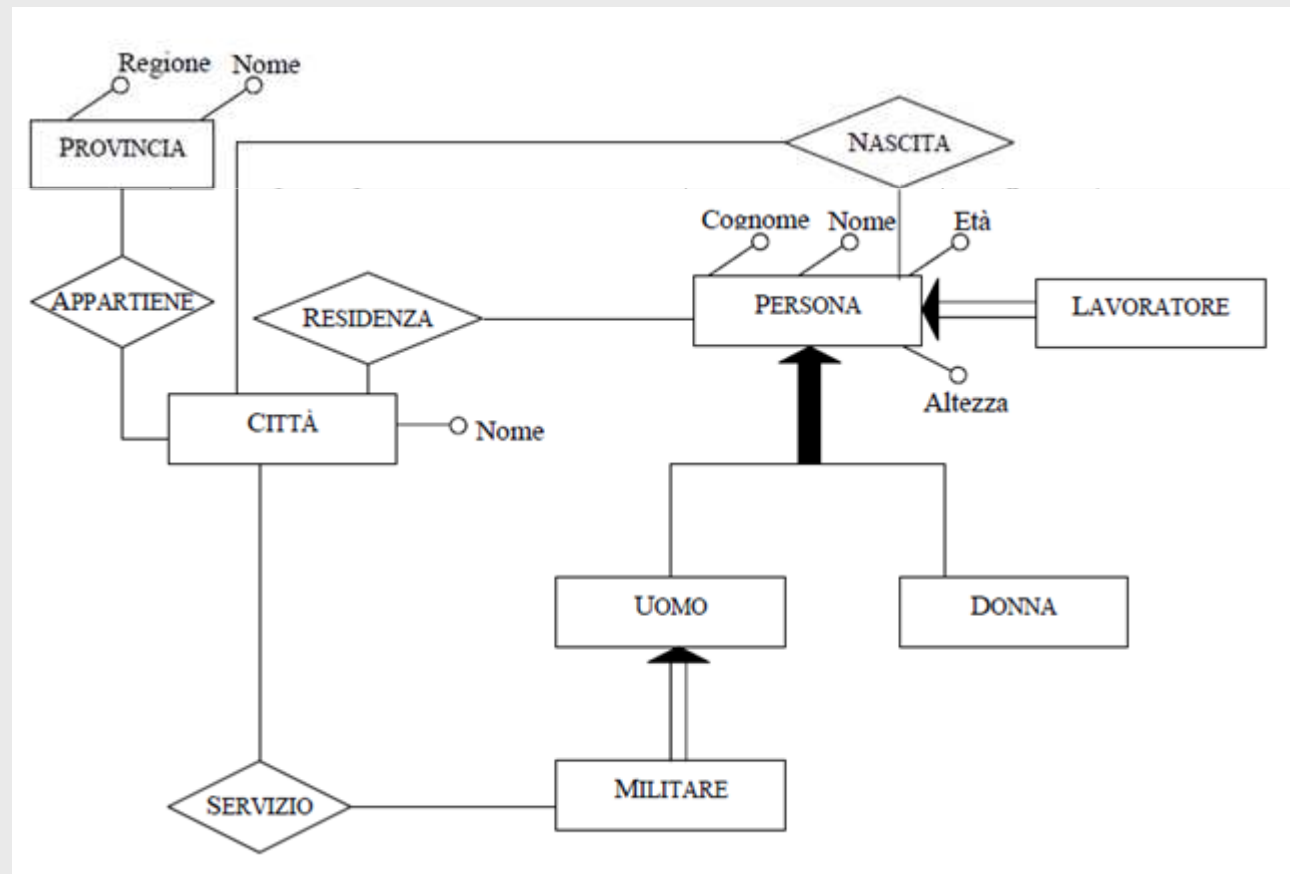 Regione Nome
PROVINCIA
NASCITA
Cognome Nome Età
APPARTIENE
RESIDENZA
PERSONA
LAVORATORE
Altezza
CITTÀ
Nome
UOMO
DONNA
MILITARE
SERVIZIO